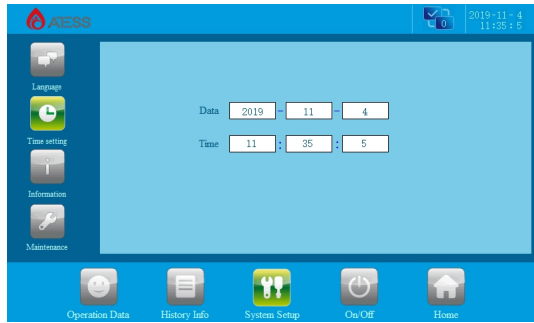 ATESS
0
2019-11-4
11:35:5
Language
Time setting
Information
Maintenance
Data 2019 - 11 - 4
Time 11 : 35 : 5
Operation Data
History Info
System Setup
On/Off
Home